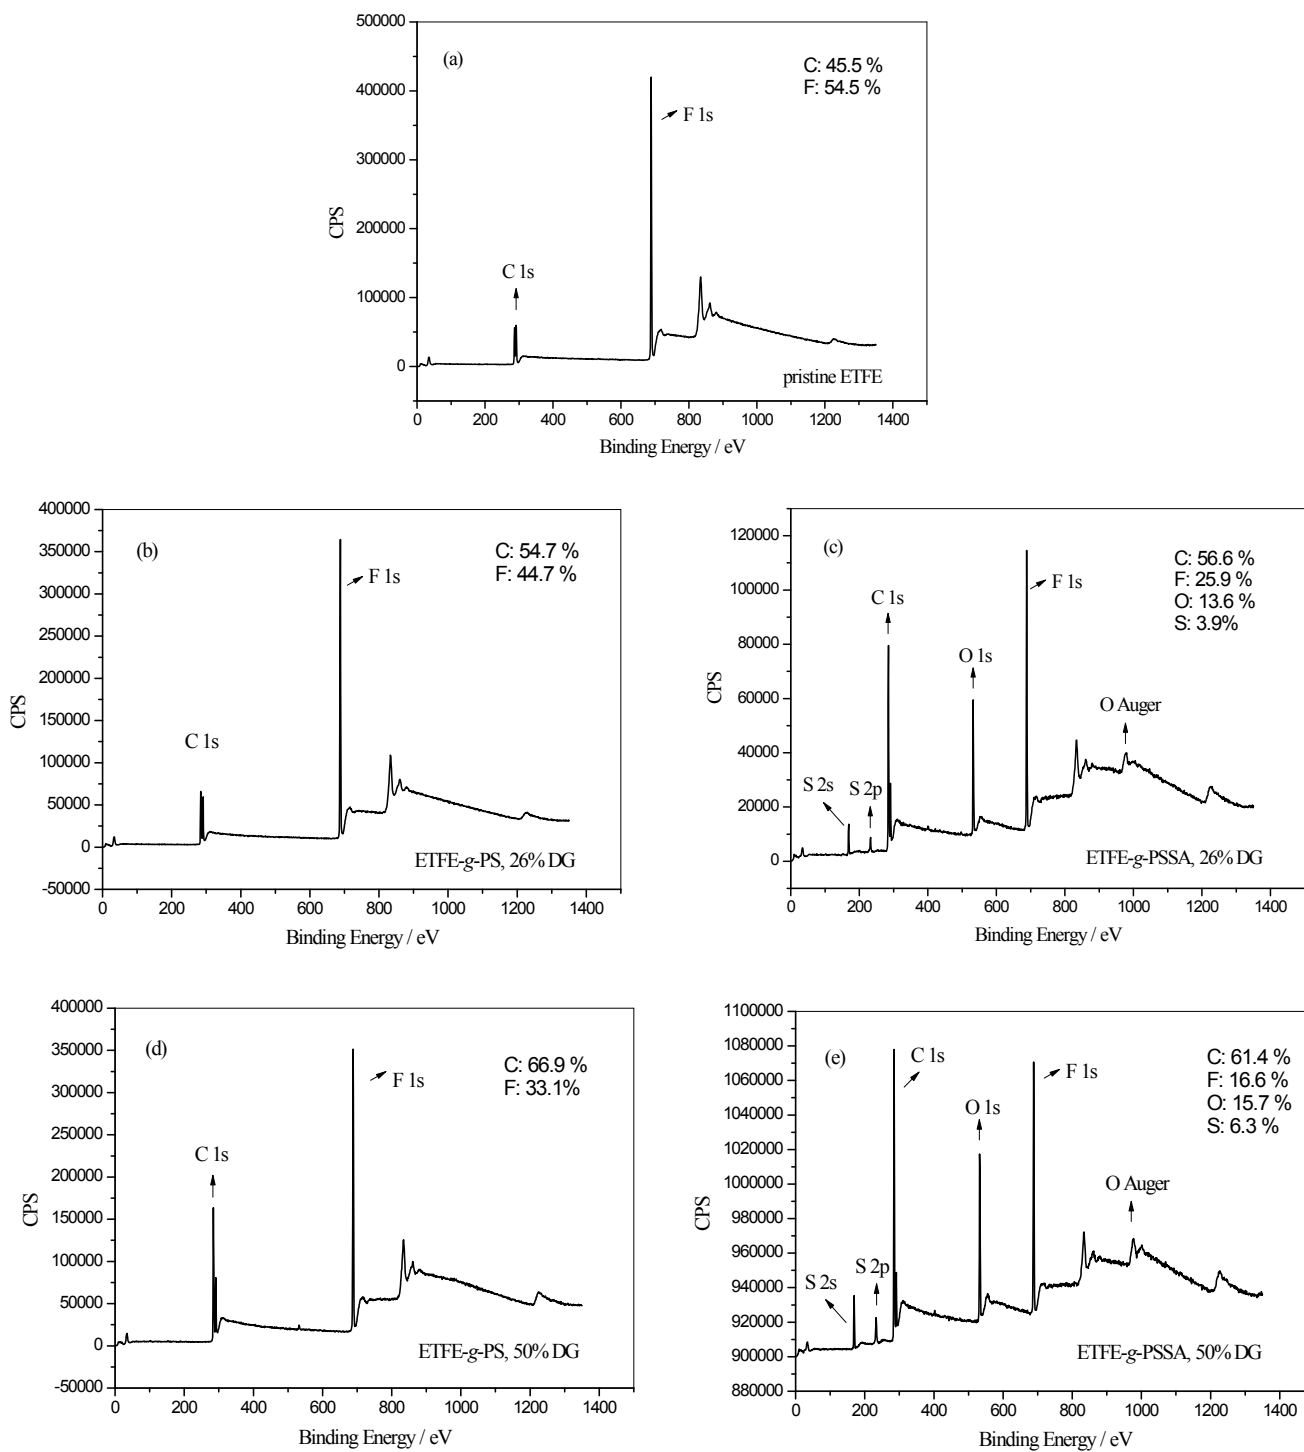 (a)
C: 45.5 %
F: 54.5 %
F 1s
C 1s
pristine ETFE
CPS
500000
400000
300000
200000
100000
0
0 200 400 600 800 1000 1200 1400
Binding Energy / eV
(b)
C: 54.7 %
F: 44.7 %
F 1s
C 1s
ETFE-g-PS, 26% DG
CPS
400000
350000
300000
250000
200000
150000
100000
50000
0
-50000
0 200 400 600 800 1000 1200 1400
Binding Energy / eV
(c)
C: 56.6 %
F: 25.9 %
O: 13.6 %
S: 3.9%
F 1s
C 1s
O 1s
O Auger
S 2s
S 2p
ETFE-g-PSSA, 26% DG
CPS
120000
100000
80000
60000
40000
20000
0
0 200 400 600 800 1000 1200 1400
Binding Energy / eV
(d)
C: 66.9 %
F: 33.1%
F 1s
C 1s
ETFE-g-PS, 50% DG
CPS
400000
350000
300000
250000
200000
150000
100000
50000
0
-50000
0 200 400 600 800 1000 1200 1400
Binding Energy / eV
(e)
C: 61.4 %
F: 16.6 %
O: 15.7 %
S: 6.3 %
C 1s
F 1s
O 1s
O Auger
S 2s
S 2p
ETFE-g-PSSA, 50% DG
CPS
1100000
1080000
1060000
1040000
1020000
1000000
980000
960000
940000
920000
900000
880000
0 200 400 600 800 1000 1200 1400
Binding Energy / eV